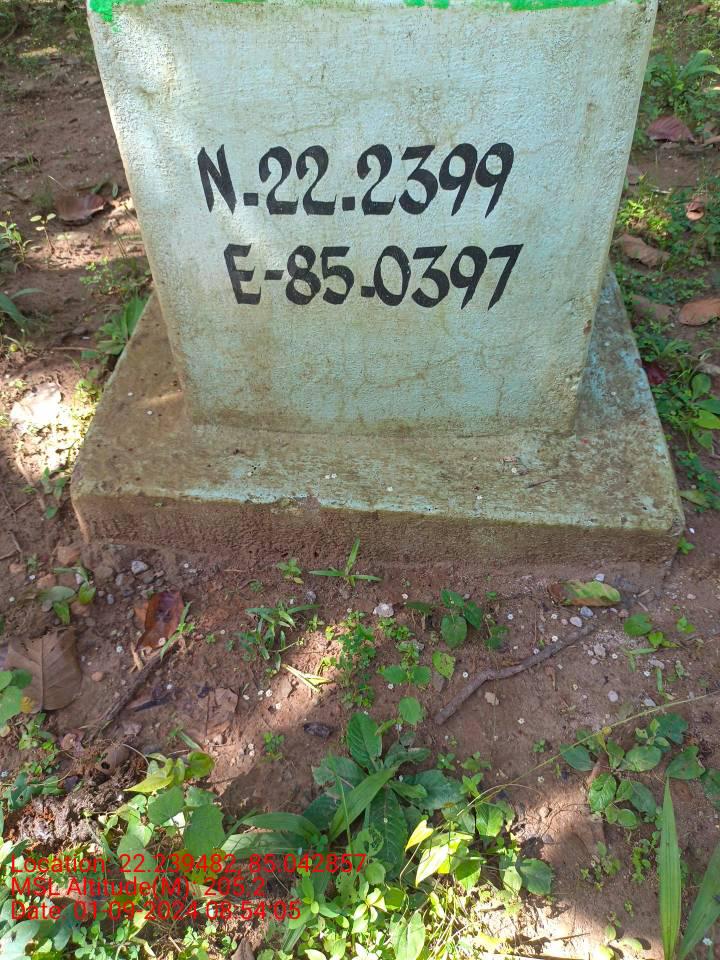 N-22-2399
E-85-0397
Location: 22.239482, 85.042857
MSL Altitude(M): 205.2
Date: 01-09-2024 08:54:05